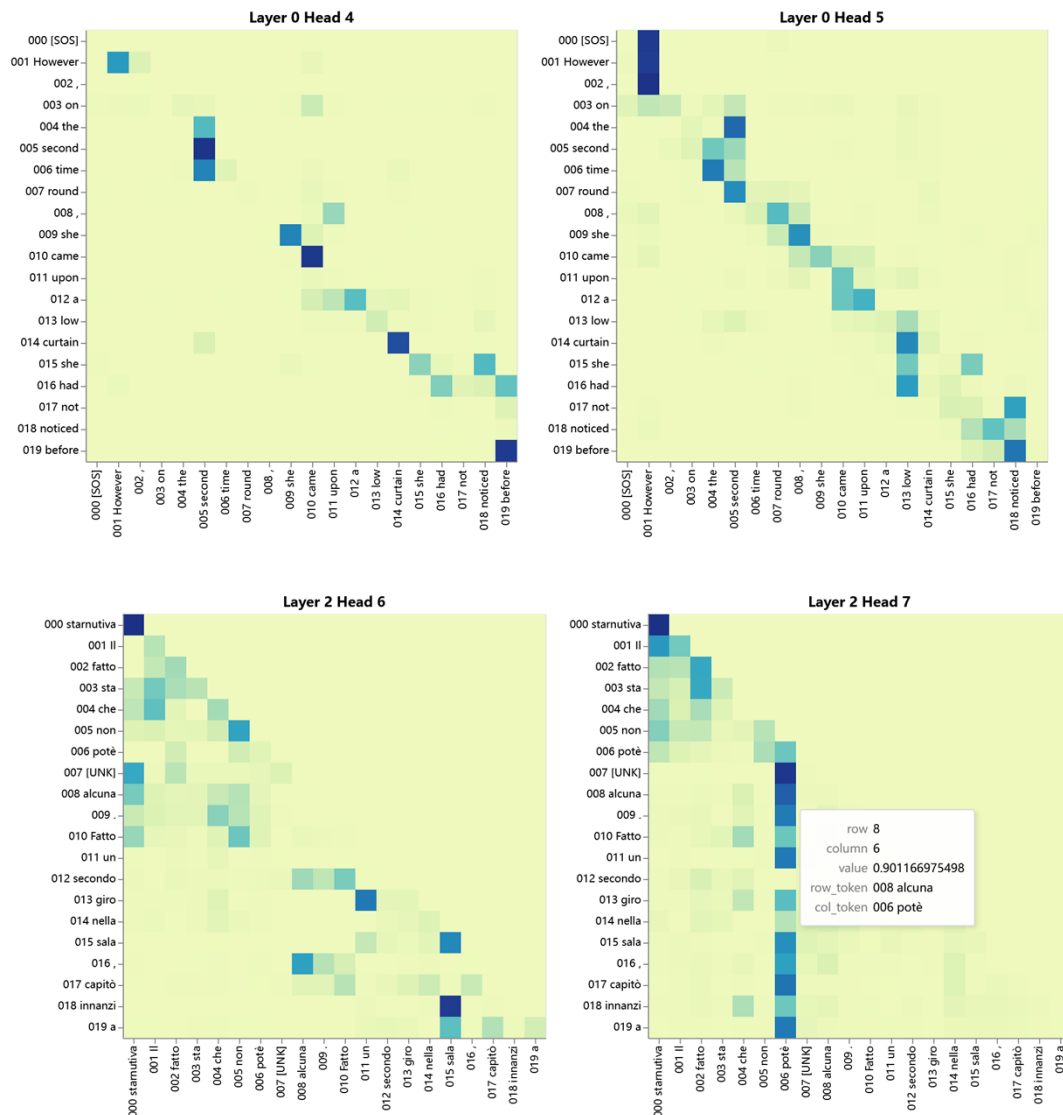 Layer 0 Head 4
000 [SOS]
001 However
002 ,
003 on
004 the
005 second
006 time
007 round
008 ,
009 she
010 came
011 upon
012 a
013 low
014 curtain
015 she
016 had
017 not
018 noticed
019 before
000 [SOS]
001 However
002 ,
003 on
004 the
005 second
006 time
007 round
008 ,
009 she
010 came
011 upon
012 a
013 low
014 curtain
015 she
016 had
017 not
018 noticed
019 before
Layer 0 Head 5
000 [SOS]
001 However
002 ,
003 on
004 the
005 second
006 time
007 round
008 ,
009 she
010 came
011 upon
012 a
013 low
014 curtain
015 she
016 had
017 not
018 noticed
019 before
000 [SOS]
001 However
002 ,
003 on
004 the
005 second
006 time
007 round
008 ,
009 she
010 came
011 upon
012 a
013 low
014 curtain
015 she
016 had
017 not
018 noticed
019 before
Layer 2 Head 6
000 starnutiva
001 Il
002 fatto
003 sta
004 che
005 non
006 potè
007 [UNK]
008 alcuna
009 .
010 Fatto
011 un
012 secondo
013 giro
014 nella
015 sala
016 ,
017 capitò
018 innanzi
019 a
000 starnutiva
001 Il
002 fatto
003 sta
004 che
005 non
006 potè
007 [UNK]
008 alcuna
009 .
010 Fatto
011 un
012 secondo
013 giro
014 nella
015 sala
016 ,
017 capitò
018 innanzi
019 a
Layer 2 Head 7
000 starnutiva
001 Il
002 fatto
003 sta
004 che
005 non
006 potè
007 [UNK]
008 alcuna
009 .
010 Fatto
011 un
012 secondo
013 giro
014 nella
015 sala
016 ,
017 capitò
018 innanzi
019 a
row 8
column 6
value 0.901166975498
row_token 008 alcuna
col_token 006 potè
000 starnutiva
001 Il
002 fatto
003 sta
004 che
005 non
006 potè
007 [UNK]
008 alcuna
009 .
010 Fatto
011 un
012 secondo
013 giro
014 nella
015 sala
016 ,
017 capitò
018 innanzi
019 a